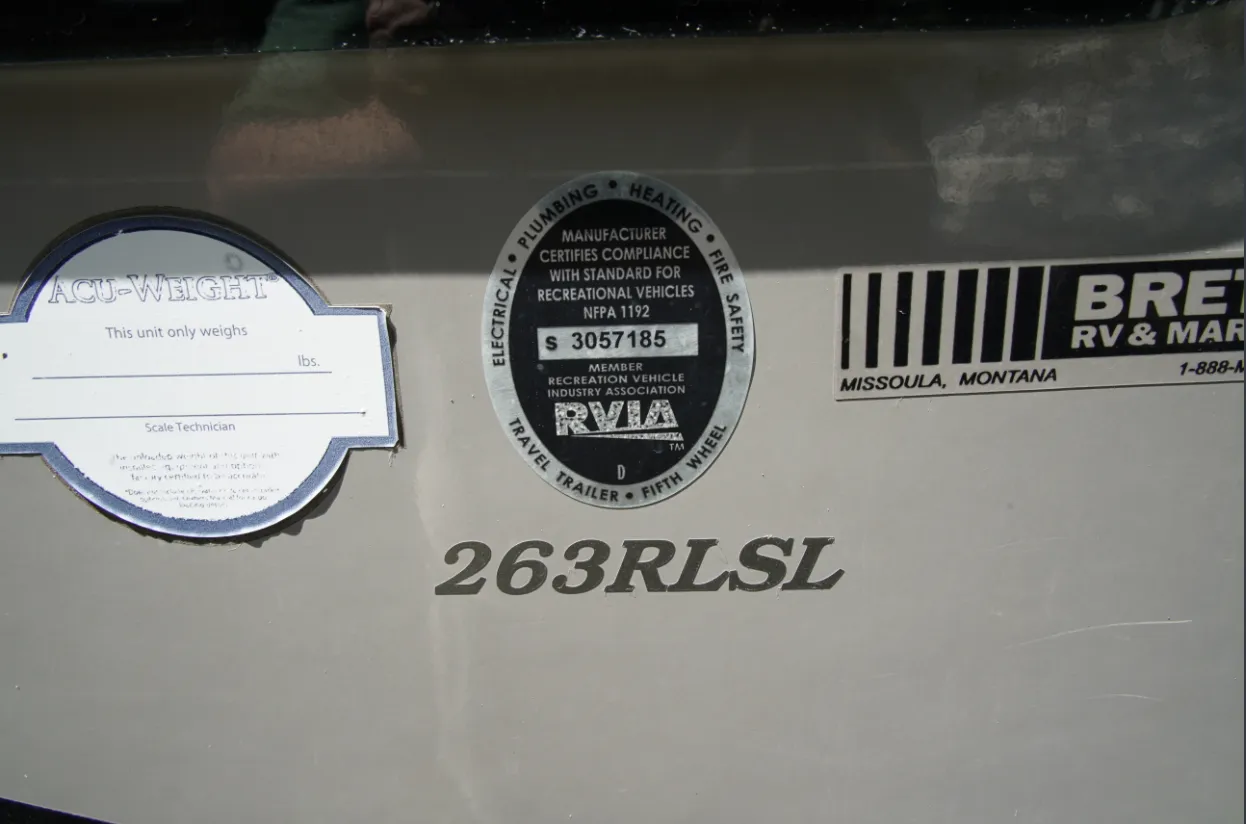 ACU-WEIGHT
This unit only weighs
lbs.
Scale Technician
ELECTRICAL • PLUMBING • HEATING • FIRE SAFETY
MANUFACTURER
CERTIFIES COMPLIANCE
WITH STANDARD FOR
RECREATIONAL VEHICLES
NFPA 1192
S 3057185
MEMBER
RECREATION VEHICLE
INDUSTRY ASSOCIATION
RVIA
TM
D
TRAVEL TRAILER • FIFTH WHEEL
BRET
RV & MAR
MISSOULA, MONTANA 1-888-M
263RLSL